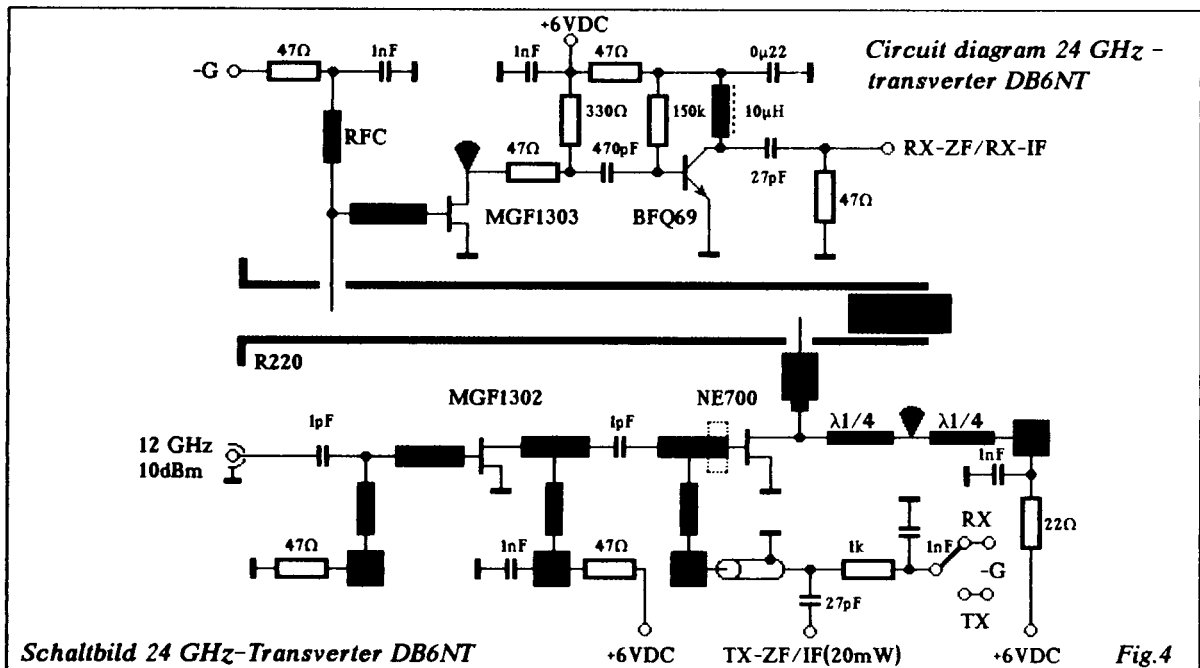 +6VDC
Circuit diagram 24 GHz -
transverter DB6NT
-G
47Ω
1nF
1nF
47Ω
0µ22
330Ω
150k
10µH
RFC
47Ω
470pF
27pF
RX-ZF/RX-IF
47Ω
MGF1303
BFQ69
R220
MGF1302
NE700
1pF
1pF
λ1/4
λ1/4
12 GHz
10dBm
1nF
47Ω
1nF
47Ω
1k
1nF
RX
22Ω
-G
27pF
TX
Schaltbild 24 GHz-Transverter DB6NT
+6VDC
TX-ZF/IF(20mW)
+6VDC
Fig.4